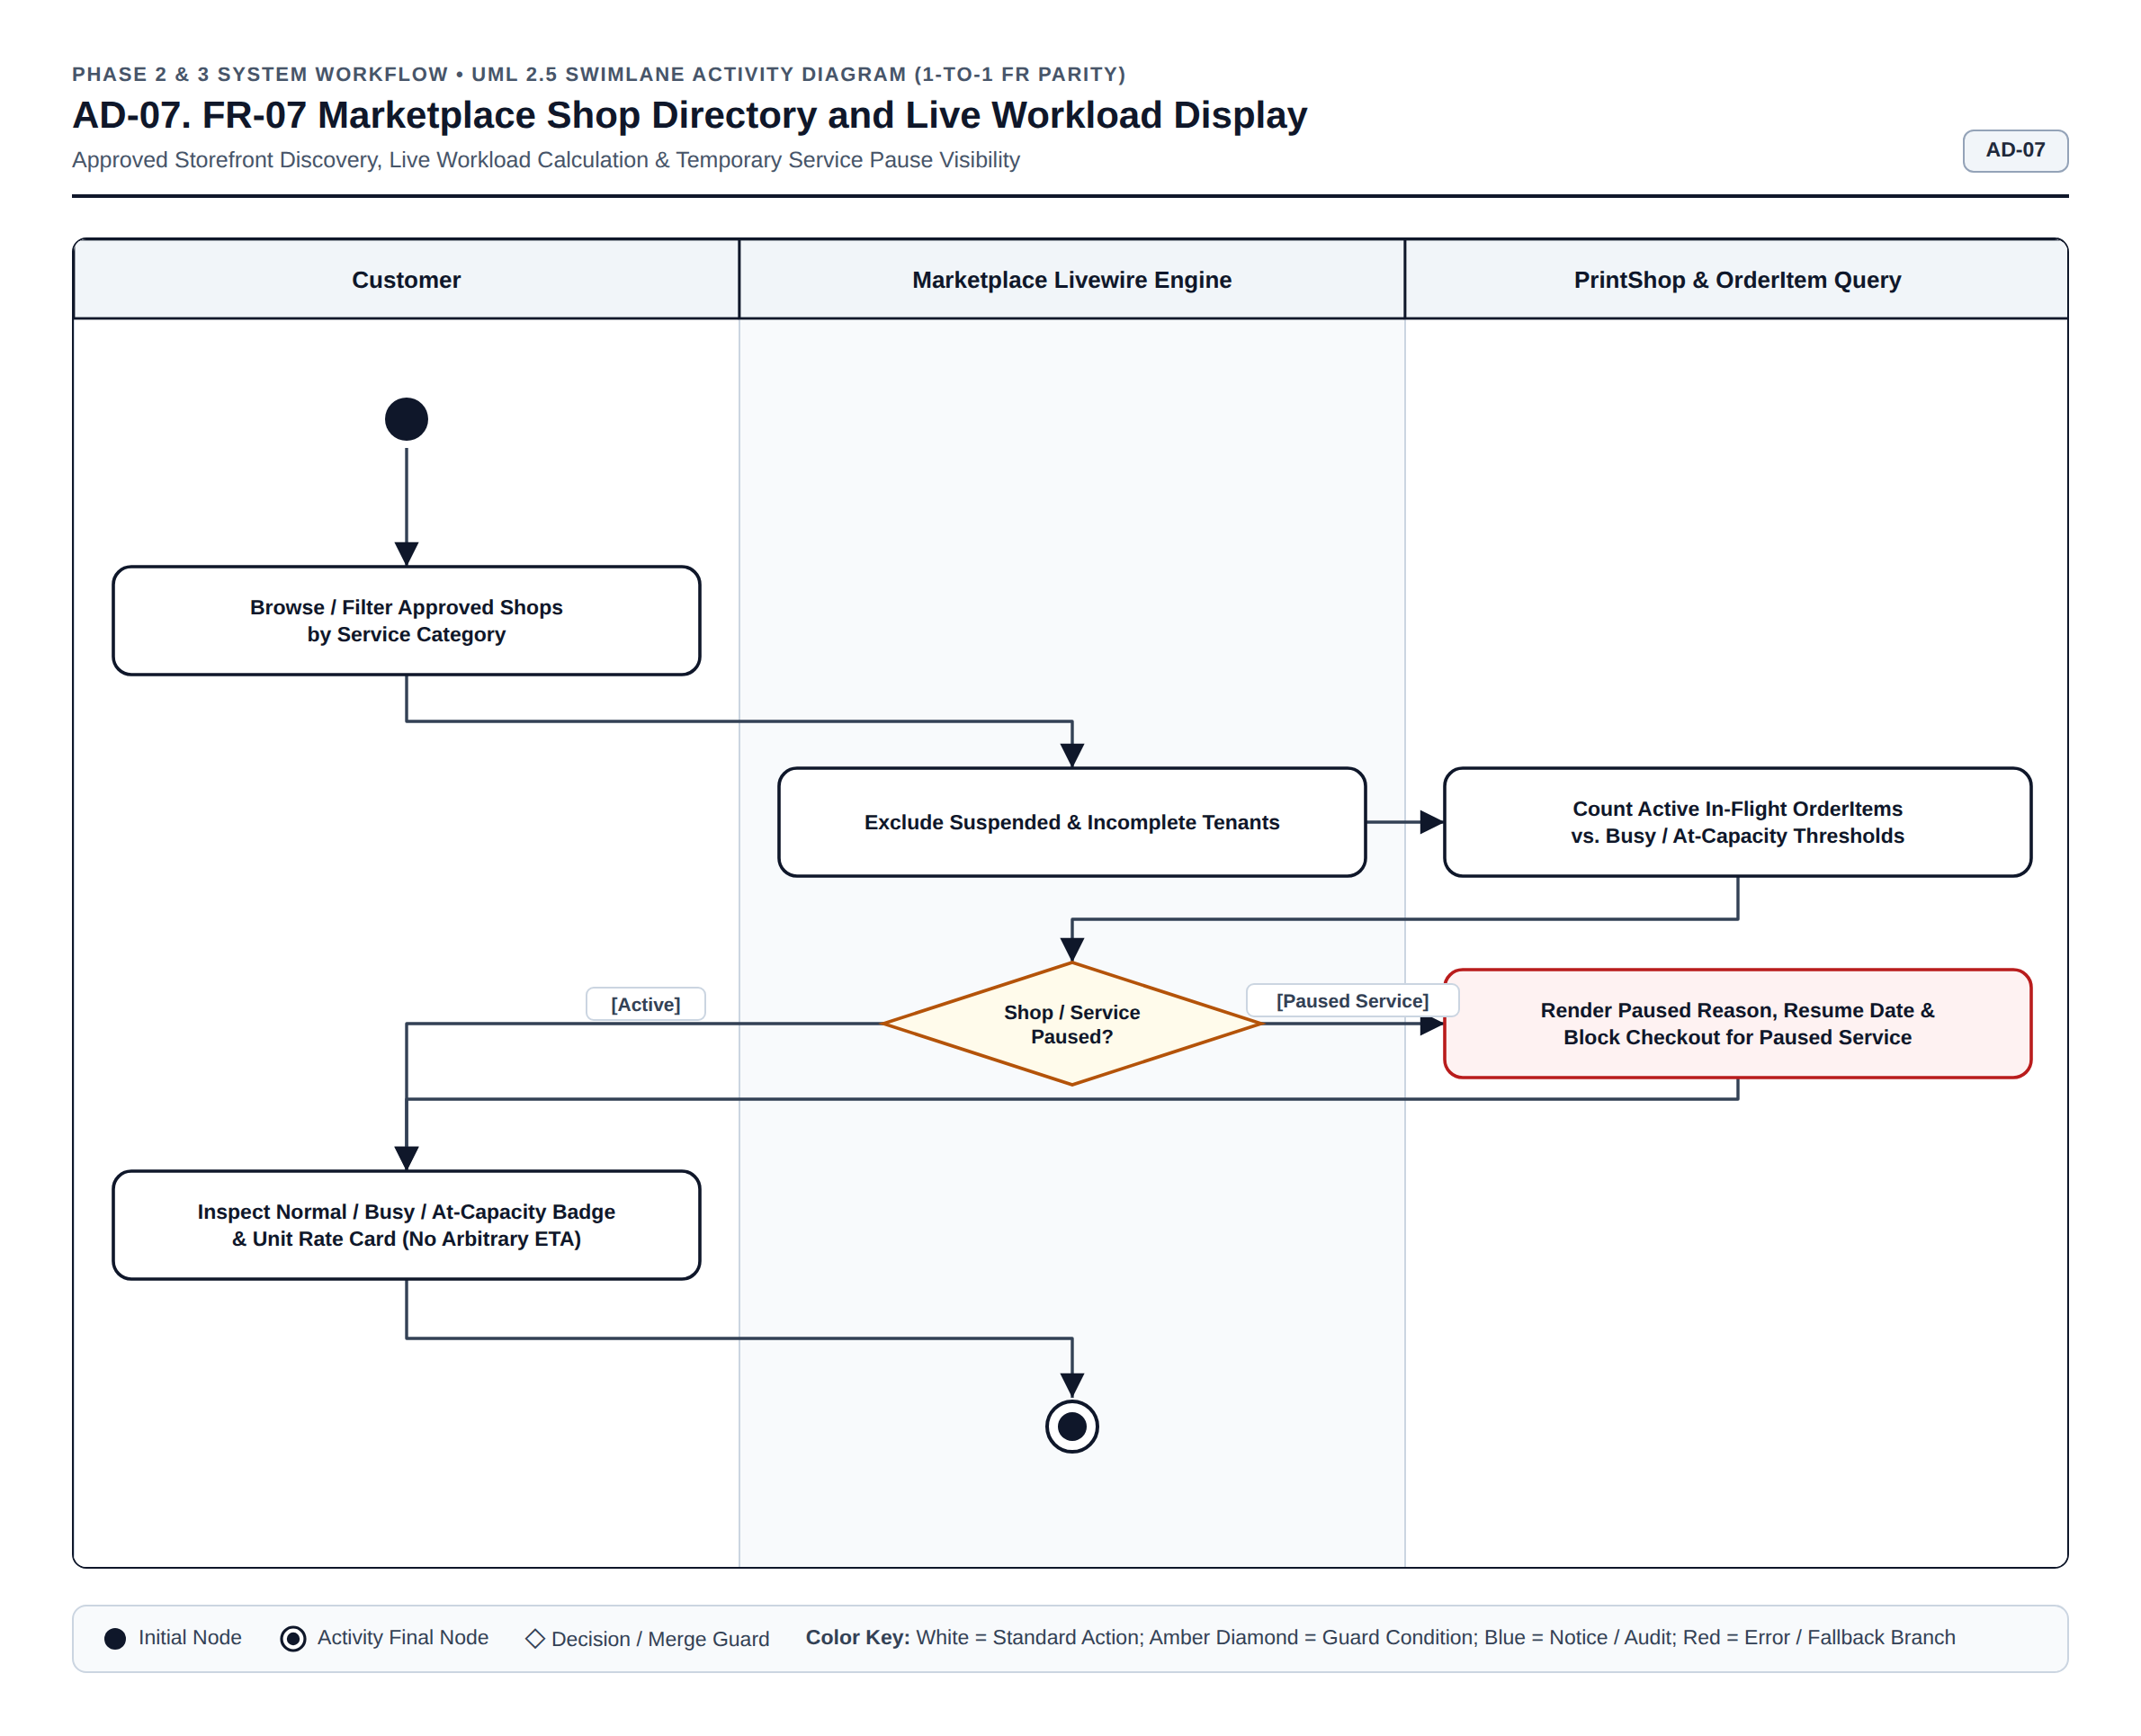 PHASE 2 & 3 SYSTEM WORKFLOW • UML 2.5 SWIMLANE ACTIVITY DIAGRAM (1-TO-1 FR PARITY)
AD-07. FR-07 Marketplace Shop Directory and Live Workload Display
Approved Storefront Discovery, Live Workload Calculation & Temporary Service Pause Visibility
AD-07
Customer
Marketplace Livewire Engine
PrintShop & OrderItem Query
Browse / Filter Approved Shops
by Service Category
Exclude Suspended & Incomplete Tenants
Count Active In-Flight OrderItems
vs. Busy / At-Capacity Thresholds
[Active]
Shop / Service
Paused?
[Paused Service]
Render Paused Reason, Resume Date &
Block Checkout for Paused Service
Inspect Normal / Busy / At-Capacity Badge
& Unit Rate Card (No Arbitrary ETA)
Initial Node
Activity Final Node
Decision / Merge Guard
Color Key: White = Standard Action; Amber Diamond = Guard Condition; Blue = Notice / Audit; Red = Error / Fallback Branch